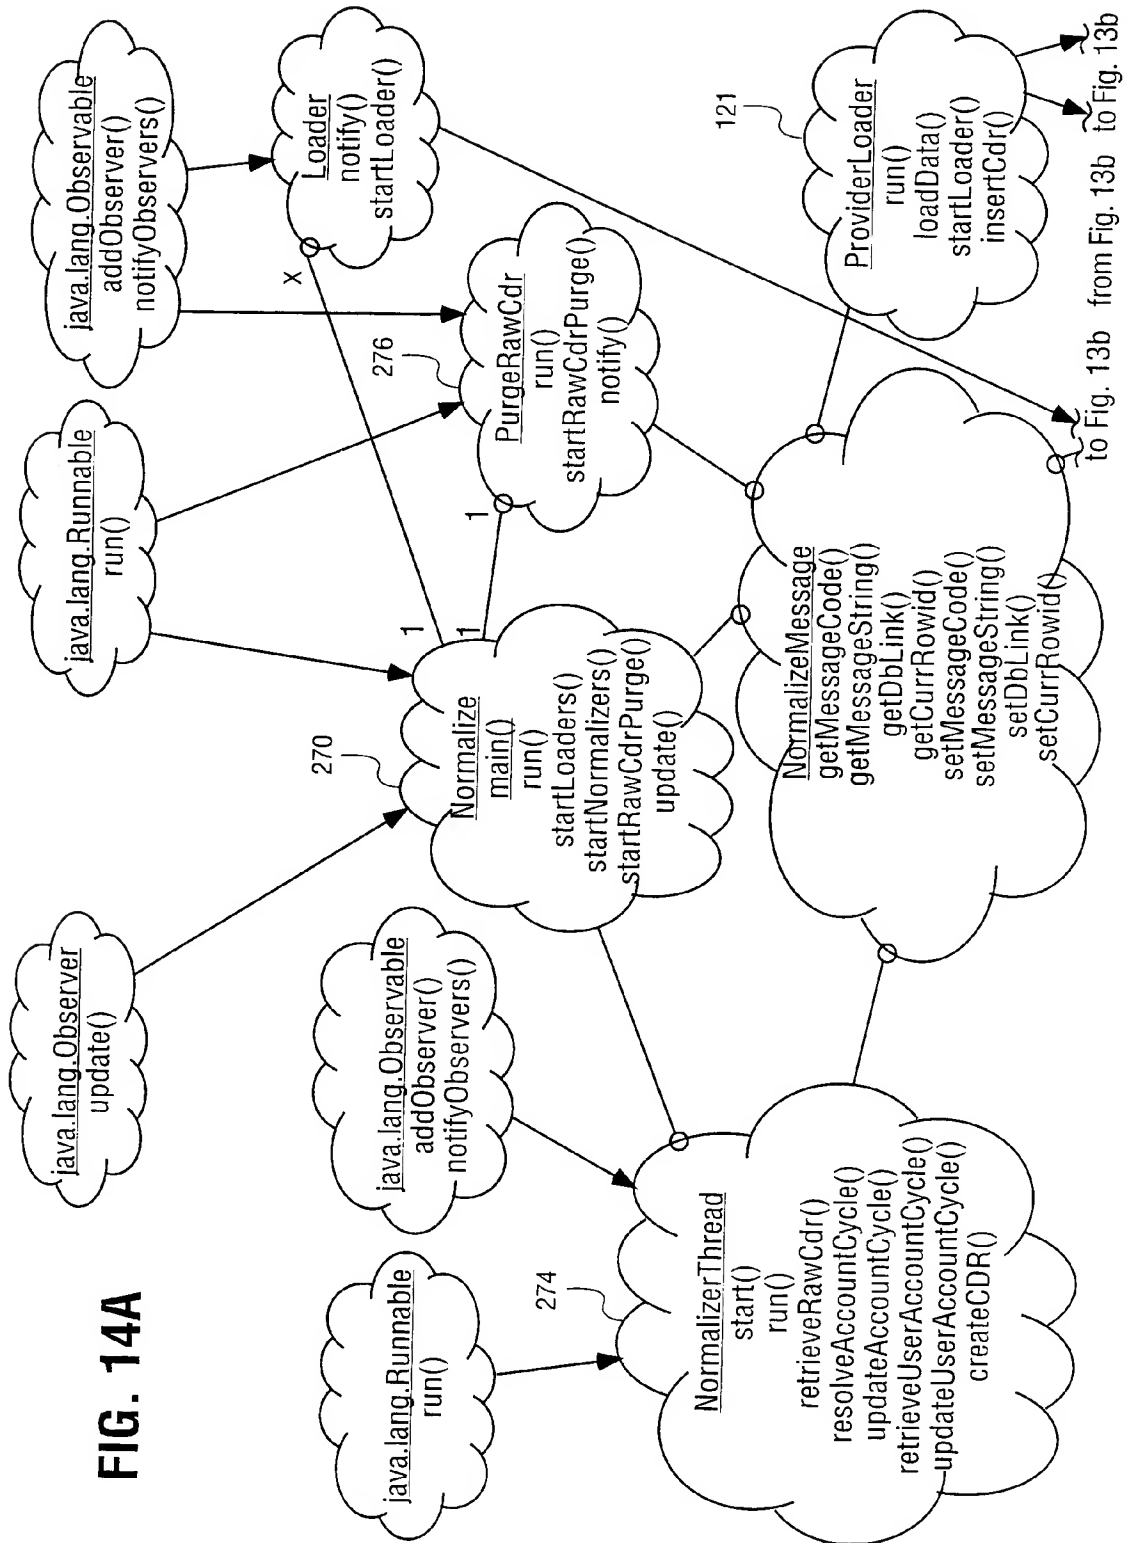 FIG. 14A
java.lang.Observer
update()
java.lang.Runnable
run()
java.lang.Observable
addObserver()
notifyObservers()
java.lang.Runnable
run()
java.lang.Observable
addObserver()
notifyObservers()
270
Normalize
main()
run()
startLoaders()
startNormalizers()
startRawCdrPurge()
update()
1
1
1
X
276
PurgeRawCdr
run()
startRawCdrPurge()
notify()
Loader
notify()
startLoader()
274
NormalizerThread
start()
run()
retrieveRawCdr()
resolveAccountCycle()
updateAccountCycle()
retrieveUserAccountCycle()
updateUserAccountCycle()
createCDR()
NormalizeMessage
getMessageCode()
getMessageString()
getDbLink()
getCurrRowid()
setMessageCode()
setMessageString()
setDbLink()
setCurrRowid()
121
ProviderLoader
run()
loadData()
startLoader()
insertCdr()
to Fig. 13b
from Fig. 13b
to Fig. 13b
to Fig. 13b